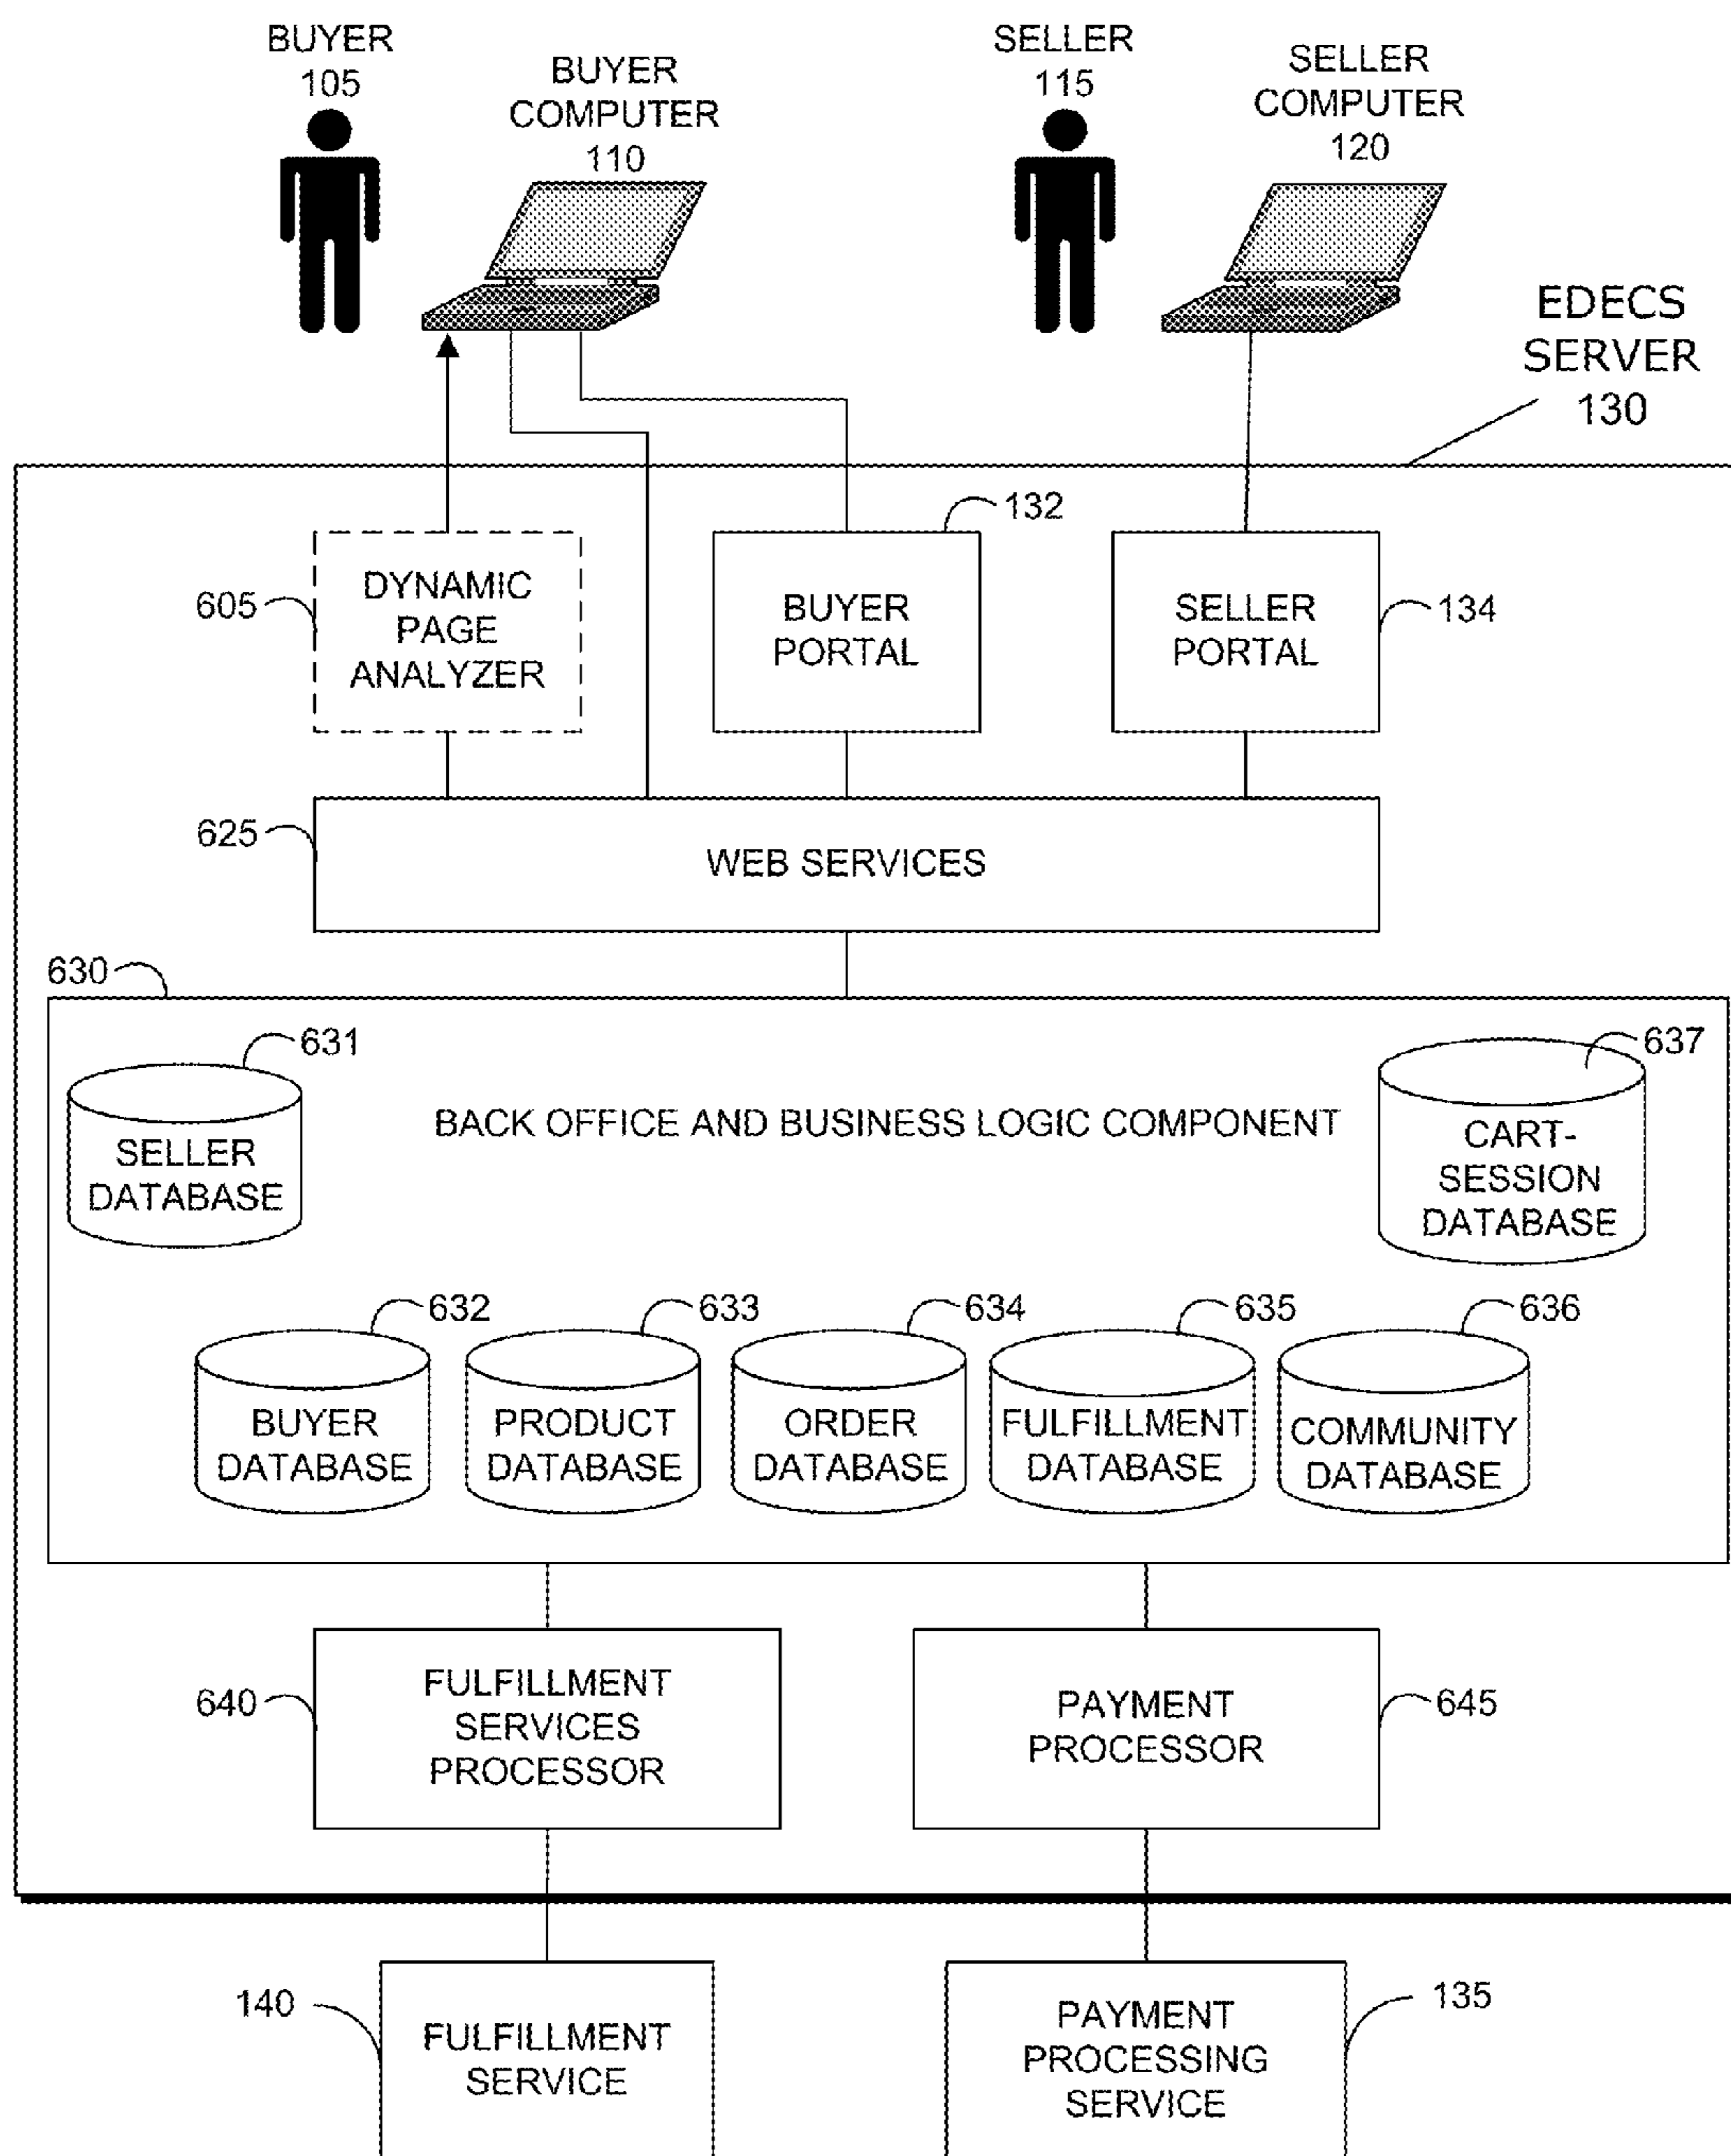 BUYER
105
BUYER
COMPUTER
110
SELLER
115
SELLER
COMPUTER
120
EDECS
SERVER
130
605
DYNAMIC
PAGE
ANALYZER
132
BUYER
PORTAL
SELLER
PORTAL
134
625
WEB SERVICES
630
631
SELLER
DATABASE
BACK OFFICE AND BUSINESS LOGIC COMPONENT
637
CART-
SESSION
DATABASE
632
BUYER
DATABASE
633
PRODUCT
DATABASE
634
ORDER
DATABASE
635
FULFILLMENT
DATABASE
636
COMMUNITY
DATABASE
640
FULFILLMENT
SERVICES
PROCESSOR
PAYMENT
PROCESSOR
645
140
FULFILLMENT
SERVICE
PAYMENT
PROCESSING
SERVICE
135